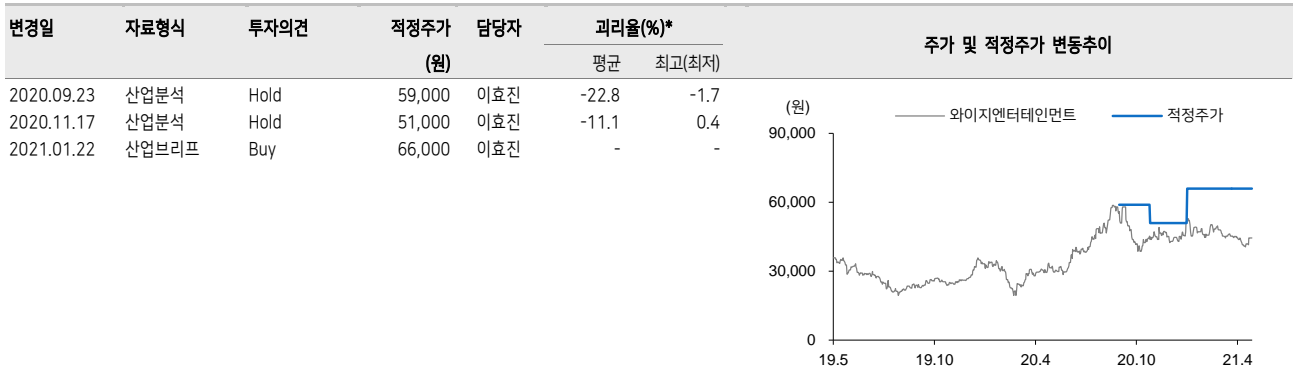 변경일 자료형식 투자의견 적정주가 담당자 괴리율(%)*
(원) 평균 최고(최저)
2020.09.23 산업분석 Hold 59,000 이효진 -22.8 -1.7
2020.11.17 산업분석 Hold 51,000 이효진 -11.1 0.4
2021.01.22 산업브리프 Buy 66,000 이효진 - -
주가 및 적정주가 변동추이
(원)
와이지엔터테인먼트 적정주가
90,000
60,000
30,000
0
19.5 19.10 20.4 20.10 21.4